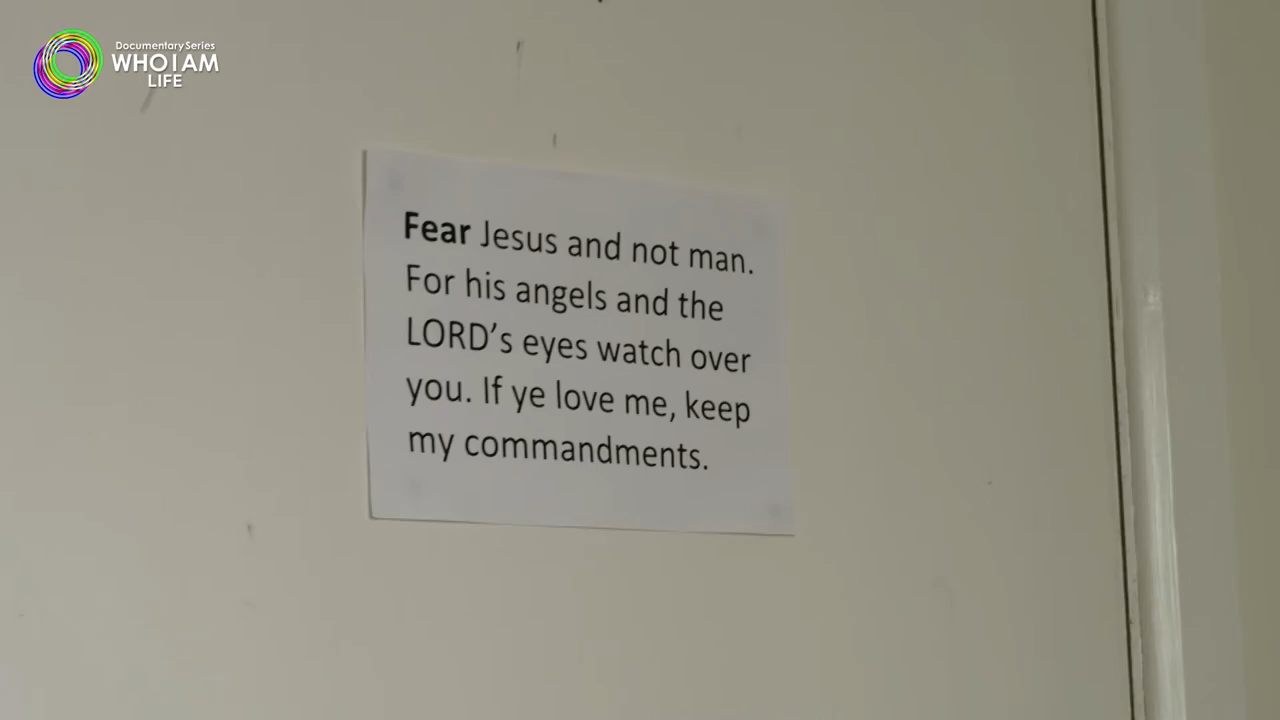 Documentary Series
WHO I AM
LIFE
Fear Jesus and not man.
For his angels and the
LORD’s eyes watch over
you. If ye love me, keep
my commandments.